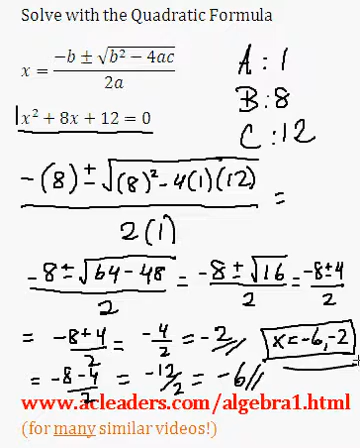 Solve with the Quadratic Formula
x = (-b ± √(b² − 4ac)) / 2a
A : 1
B : 8
1x² + 8x + 12 = 0
C : 12
(-(8) ± √((8)² - 4(1)(12))) / 2(1) =
(-8 ± √(64 - 48)) / 2 = (-8 ± √16) / 2 = (-8 ± 4) / 2
= (-8 + 4) / 2 = -4/2 = -2 //
x = -6, -2
= (-8 - 4) / 2 = -12/2 = -6 //
www.acleaders.com/algebra1.html
(for many similar videos!)